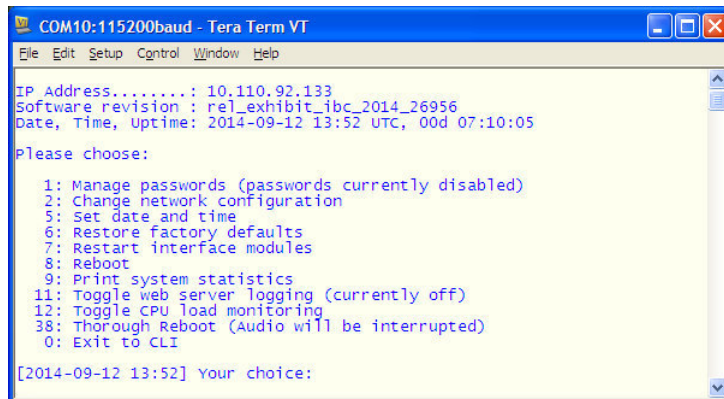 COM10:115200baud - Tera Term VT
File Edit Setup Control Window Help
IP Address........: 10.110.92.133
Software revision : rel_exhibit_ibc_2014_26956
Date, Time, Uptime: 2014-09-12 13:52 UTC, 00d 07:10:05
Please choose:
1: Manage passwords (passwords currently disabled)
2: Change network configuration
5: Set date and time
6: Restore factory defaults
7: Restart interface modules
8: Reboot
9: Print system statistics
11: Toggle web server logging (currently off)
12: Toggle CPU load monitoring
38: Thorough Reboot (Audio will be interrupted)
0: Exit to CLI
[2014-09-12 13:52] Your choice: